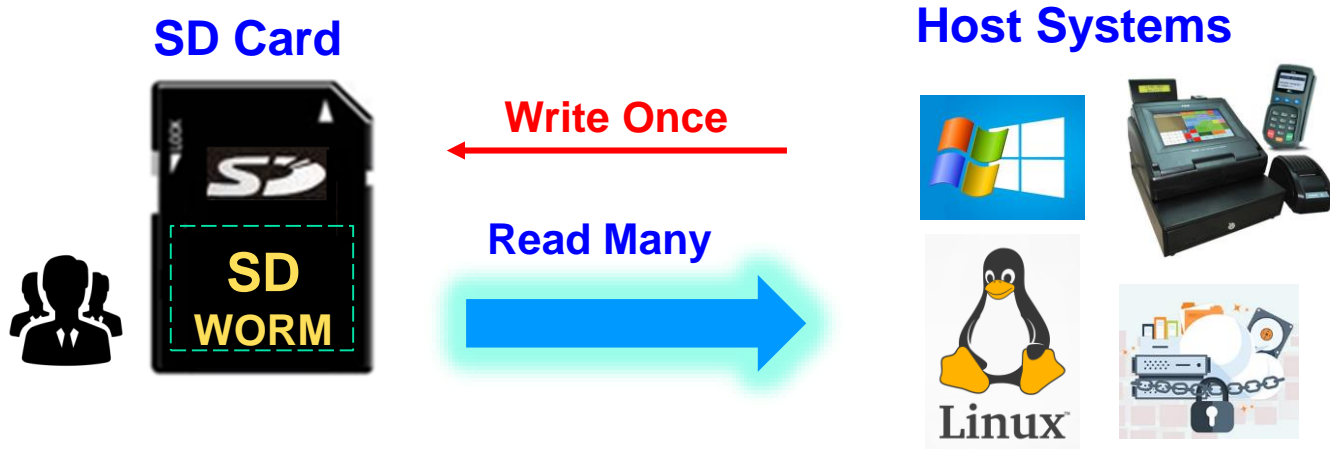 SD Card
Host Systems
LOCK
SD
SD
WORM
Write Once
Read Many
Linux